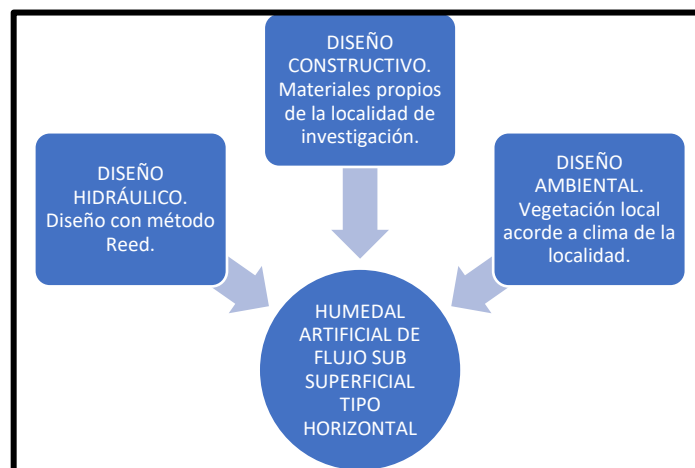 DISEÑO
CONSTRUCTIVO.
Materiales propios
de la localidad de
investigación.
DISEÑO
HIDRÁULICO.
Diseño con método
Reed.
DISEÑO
AMBIENTAL.
Vegetación local
acorde a clima de la
localidad.
HUMEDAL
ARTIFICIAL DE
FLUJO SUB
SUPERFICIAL
TIPO
HORIZONTAL